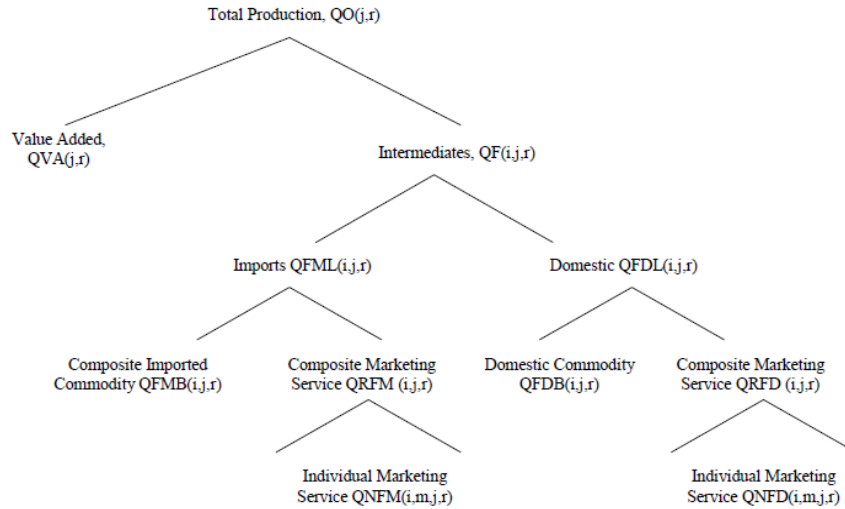 Total Production, QO(j,r)
Value Added,
QVA(j,r)
Intermediates, QF(i,j,r)
Imports QFML(i,j,r)
Domestic QFDL(i,j,r)
Composite Imported
Commodity QFMB(i,j,r)
Composite Marketing
Service QRFM (i,j,r)
Domestic Commodity
QFDB(i,j,r)
Composite Marketing
Service QRFD (i,j,r)
Individual Marketing
Service QNFM(i,m,j,r)
Individual Marketing
Service QNFD(i,m,j,r)